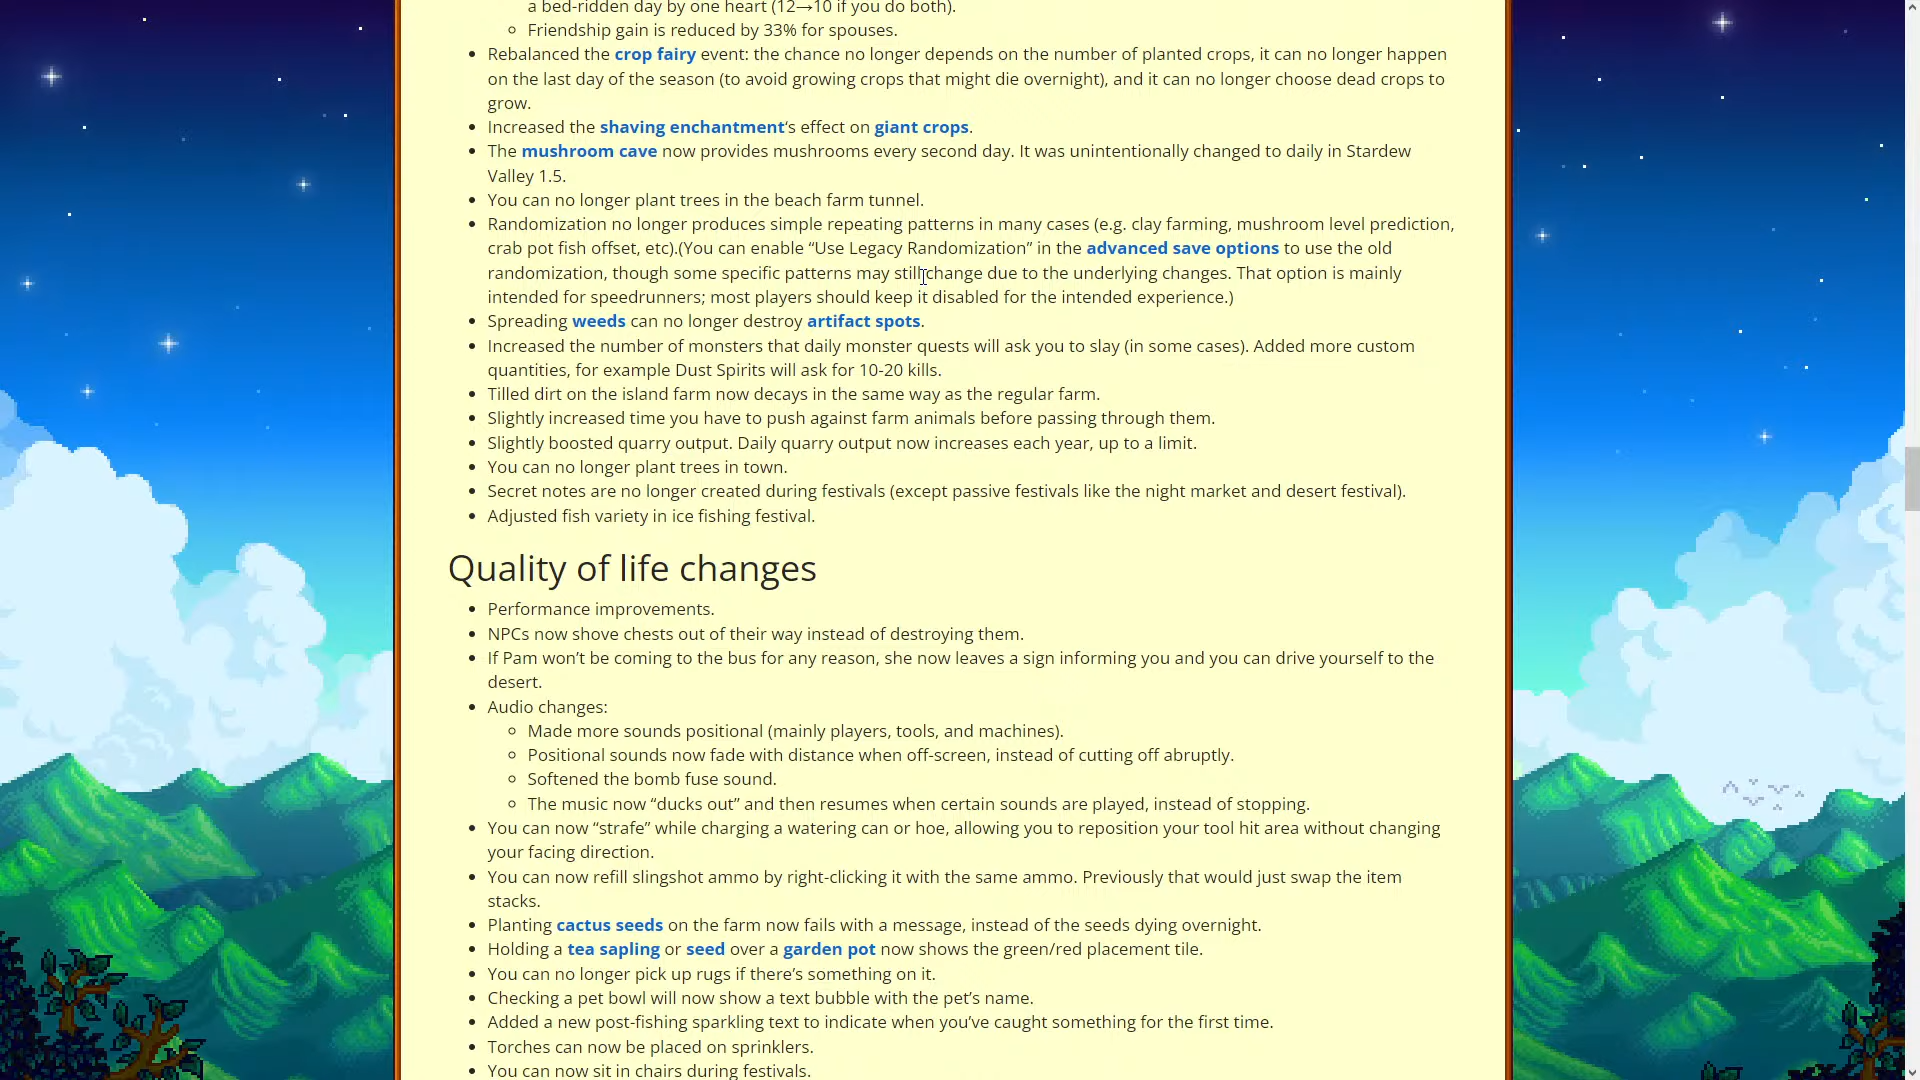 a bed-ridden day by one heart (12→10 if you do both).
Friendship gain is reduced by 33% for spouses.
Rebalanced the crop fairy event: the chance no longer depends on the number of planted crops, it can no longer happen
on the last day of the season (to avoid growing crops that might die overnight), and it can no longer choose dead crops to
grow.
Increased the shaving enchantment‘s effect on giant crops.
The mushroom cave now provides mushrooms every second day. It was unintentionally changed to daily in Stardew
Valley 1.5.
You can no longer plant trees in the beach farm tunnel.
Randomization no longer produces simple repeating patterns in many cases (e.g. clay farming, mushroom level prediction,
crab pot fish offset, etc).(You can enable “Use Legacy Randomization” in the advanced save options to use the old
randomization, though some specific patterns may still change due to the underlying changes. That option is mainly
intended for speedrunners; most players should keep it disabled for the intended experience.)
Spreading weeds can no longer destroy artifact spots.
Increased the number of monsters that daily monster quests will ask you to slay (in some cases). Added more custom
quantities, for example Dust Spirits will ask for 10-20 kills.
Tilled dirt on the island farm now decays in the same way as the regular farm.
Slightly increased time you have to push against farm animals before passing through them.
Slightly boosted quarry output. Daily quarry output now increases each year, up to a limit.
You can no longer plant trees in town.
Secret notes are no longer created during festivals (except passive festivals like the night market and desert festival).
Adjusted fish variety in ice fishing festival.
Quality of life changes
Performance improvements.
NPCs now shove chests out of their way instead of destroying them.
If Pam won’t be coming to the bus for any reason, she now leaves a sign informing you and you can drive yourself to the
desert.
Audio changes:
Made more sounds positional (mainly players, tools, and machines).
Positional sounds now fade with distance when off-screen, instead of cutting off abruptly.
Softened the bomb fuse sound.
The music now “ducks out” and then resumes when certain sounds are played, instead of stopping.
You can now “strafe” while charging a watering can or hoe, allowing you to reposition your tool hit area without changing
your facing direction.
You can now refill slingshot ammo by right-clicking it with the same ammo. Previously that would just swap the item
stacks.
Planting cactus seeds on the farm now fails with a message, instead of the seeds dying overnight.
Holding a tea sapling or seed over a garden pot now shows the green/red placement tile.
You can no longer pick up rugs if there’s something on it.
Checking a pet bowl will now show a text bubble with the pet’s name.
Added a new post-fishing sparkling text to indicate when you’ve caught something for the first time.
Torches can now be placed on sprinklers.
You can now sit in chairs during festivals.